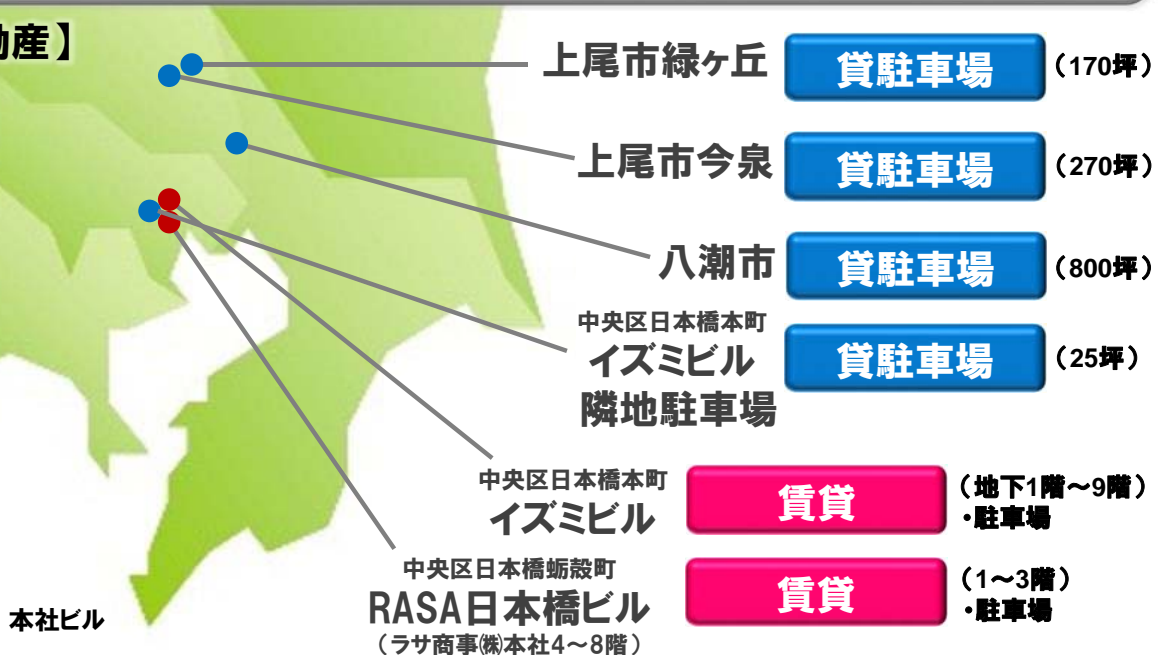 動産】
上尾市緑ヶ丘 貸駐車場 （170坪）
上尾市今泉 貸駐車場 （270坪）
八潮市 貸駐車場 （800坪）
中央区日本橋本町
イズミビル
隣地駐車場
貸駐車場 （25坪）
中央区日本橋本町
イズミビル
賃貸
（地下1階～9階）
・駐車場
中央区日本橋蛎殻町
RASA日本橋ビル
（ラサ商事㈱本社4～8階）
賃貸
（1～3階）
・駐車場
本社ビル